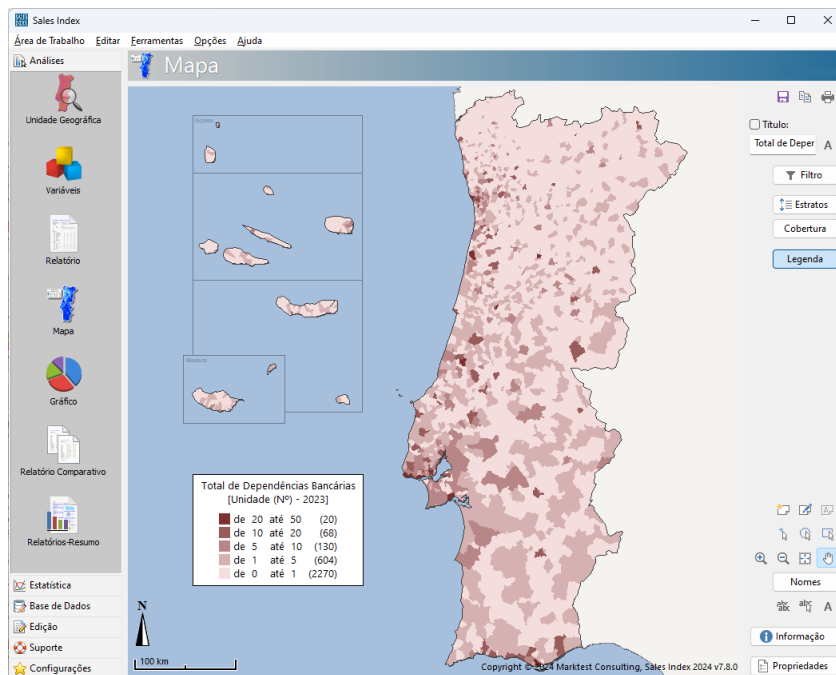 Sales Index
Área de Trabalho Editar Ferramentas Opções Ajuda
Análises
Mapa
Unidade Geográfica
Variáveis
Relatório
Mapa
Gráfico
Relatório Comparativo
Relatórios-Resumo
Estatística
Base de Dados
Edição
Suporte
Configurações
Açores
Madeira
Total de Dependências Bancárias
[Unidade (Nº) - 2023]
de 20 até 50 (20)
de 10 até 20 (68)
de 5 até 10 (130)
de 1 até 5 (604)
de 0 até 1 (2270)
N
100 km
Copyright © 2024 Marktest Consulting, Sales Index 2024 v7.8.0
Título:
Total de Deper
A
Filtro
Estratos
Cobertura
Legenda
Nomes
abc
abc
A
Informação
Propriedades